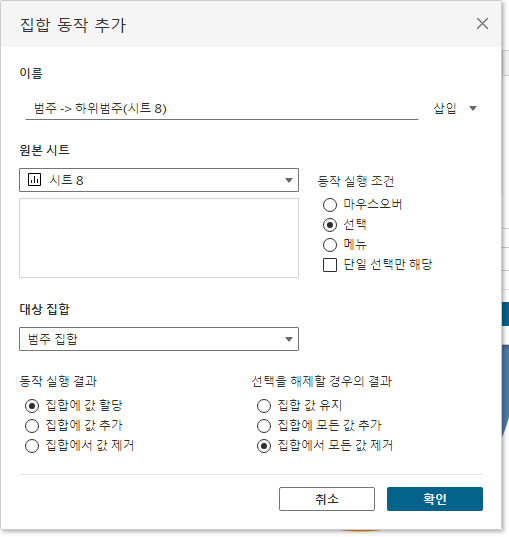 집합 동작 추가
이름
범주 -> 하위범주(시트 8)
삽입
원본 시트
시트 8
동작 실행 조건
마우스오버
선택
메뉴
단일 선택만 해당
대상 집합
범주 집합
동작 실행 결과
선택을 해제할 경우의 결과
집합에 값 할당
집합 값 유지
집합에 값 추가
집합에 모든 값 추가
집합에서 값 제거
집합에서 모든 값 제거
취소
확인